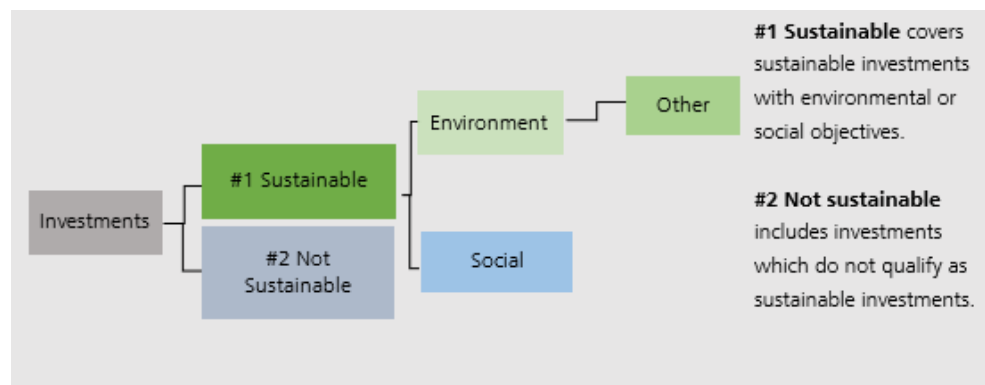 Investments
#1 Sustainable
#2 Not
Sustainable
Environment
Social
Other
#1 Sustainable covers
sustainable investments
with environmental or
social objectives.
#2 Not sustainable
includes investments
which do not qualify as
sustainable investments.